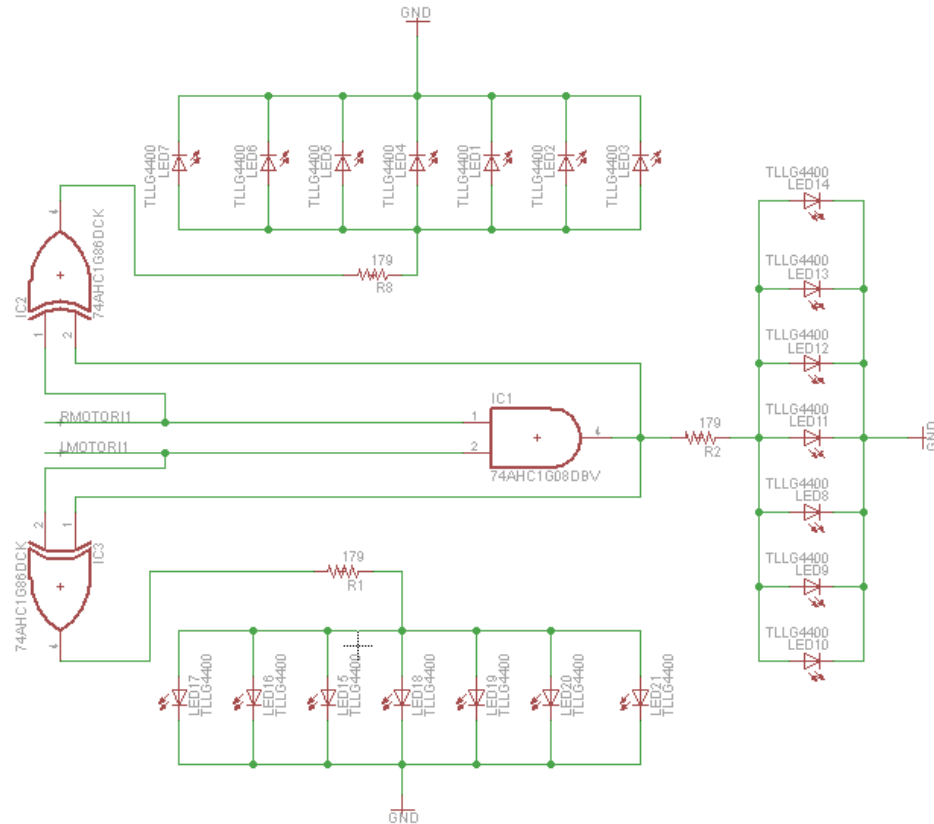 GND
TLLG4400
LED7
TLLG4400
LED6
TLLG4400
LED5
TLLG4400
LED4
TLLG4400
LED1
TLLG4400
LED2
TLLG4400
LED3
TLLG4400
LED14
4
IC2
74AHC1G86DCK
1
2
179
R8
TLLG4400
LED13
TLLG4400
LED12
RMOTORI1
LMOTORI1
IC1
1
2
4
74AHC1G08DBV
179
R2
TLLG4400
LED11
GND
TLLG4400
LED8
2
1
74AHC1G86DCK
IC3
4
179
R1
TLLG4400
LED9
TLLG4400
LED10
LED17
TLLG4400
LED16
TLLG4400
LED15
TLLG4400
LED18
TLLG4400
LED19
TLLG4400
LED20
TLLG4400
LED21
TLLG4400
GND